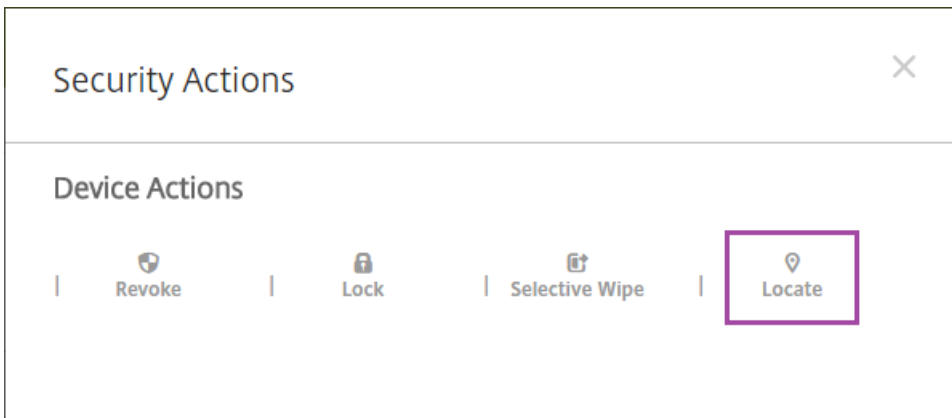 Security Actions
Device Actions
| Revoke | Lock | Selective Wipe | Locate